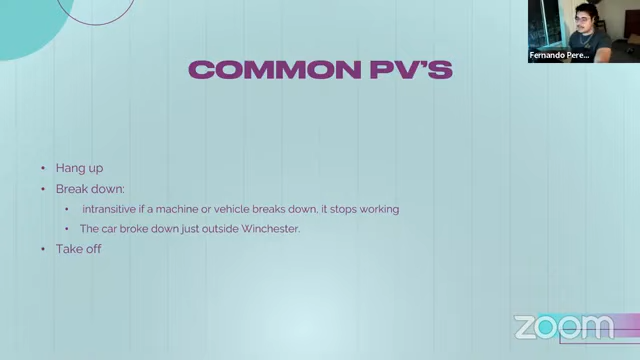 Fernando Pere...
COMMON PV'S
• Hang up
• Break down:
• intransitive if a machine or vehicle breaks down, it stops working
• The car broke down just outside Winchester.
• Take off
zoom